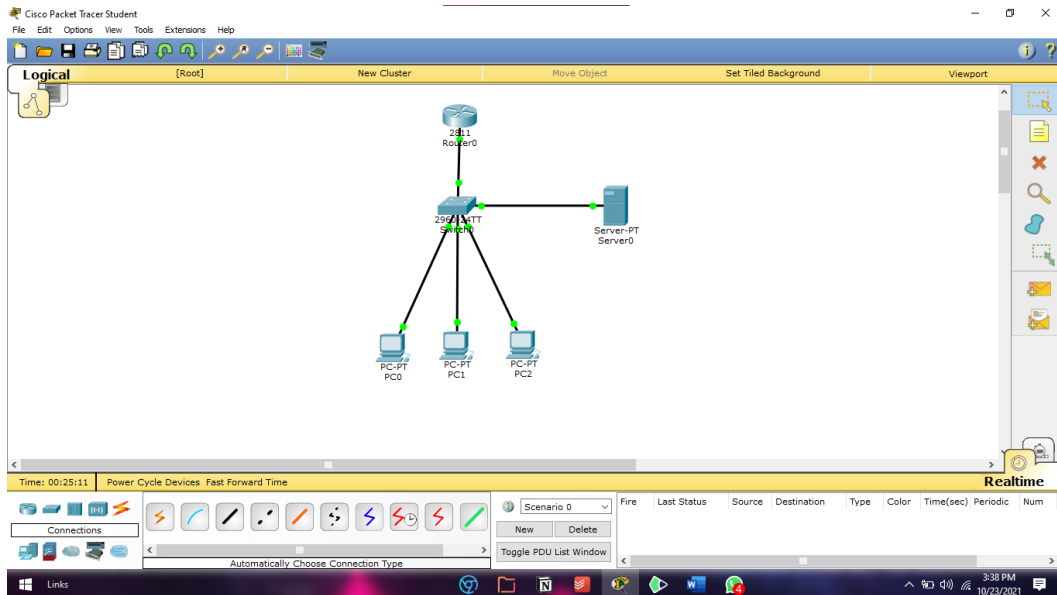 Cisco Packet Tracer Student
File Edit Options View Tools Extensions Help
Logical [Root] New Cluster Move Object Set Tiled Background Viewport
2811
Router0
2960-24TT
Switch0
Server-PT
Server0
PC-PT
PC0
PC-PT
PC1
PC-PT
PC2
Realtime
Time: 00:25:11 Power Cycle Devices Fast Forward Time
Connections
Automatically Choose Connection Type
Scenario 0
New Delete
Toggle PDU List Window
Fire Last Status Source Destination Type Color Time(sec) Periodic Num
Links
4
3:38 PM
10/23/2021